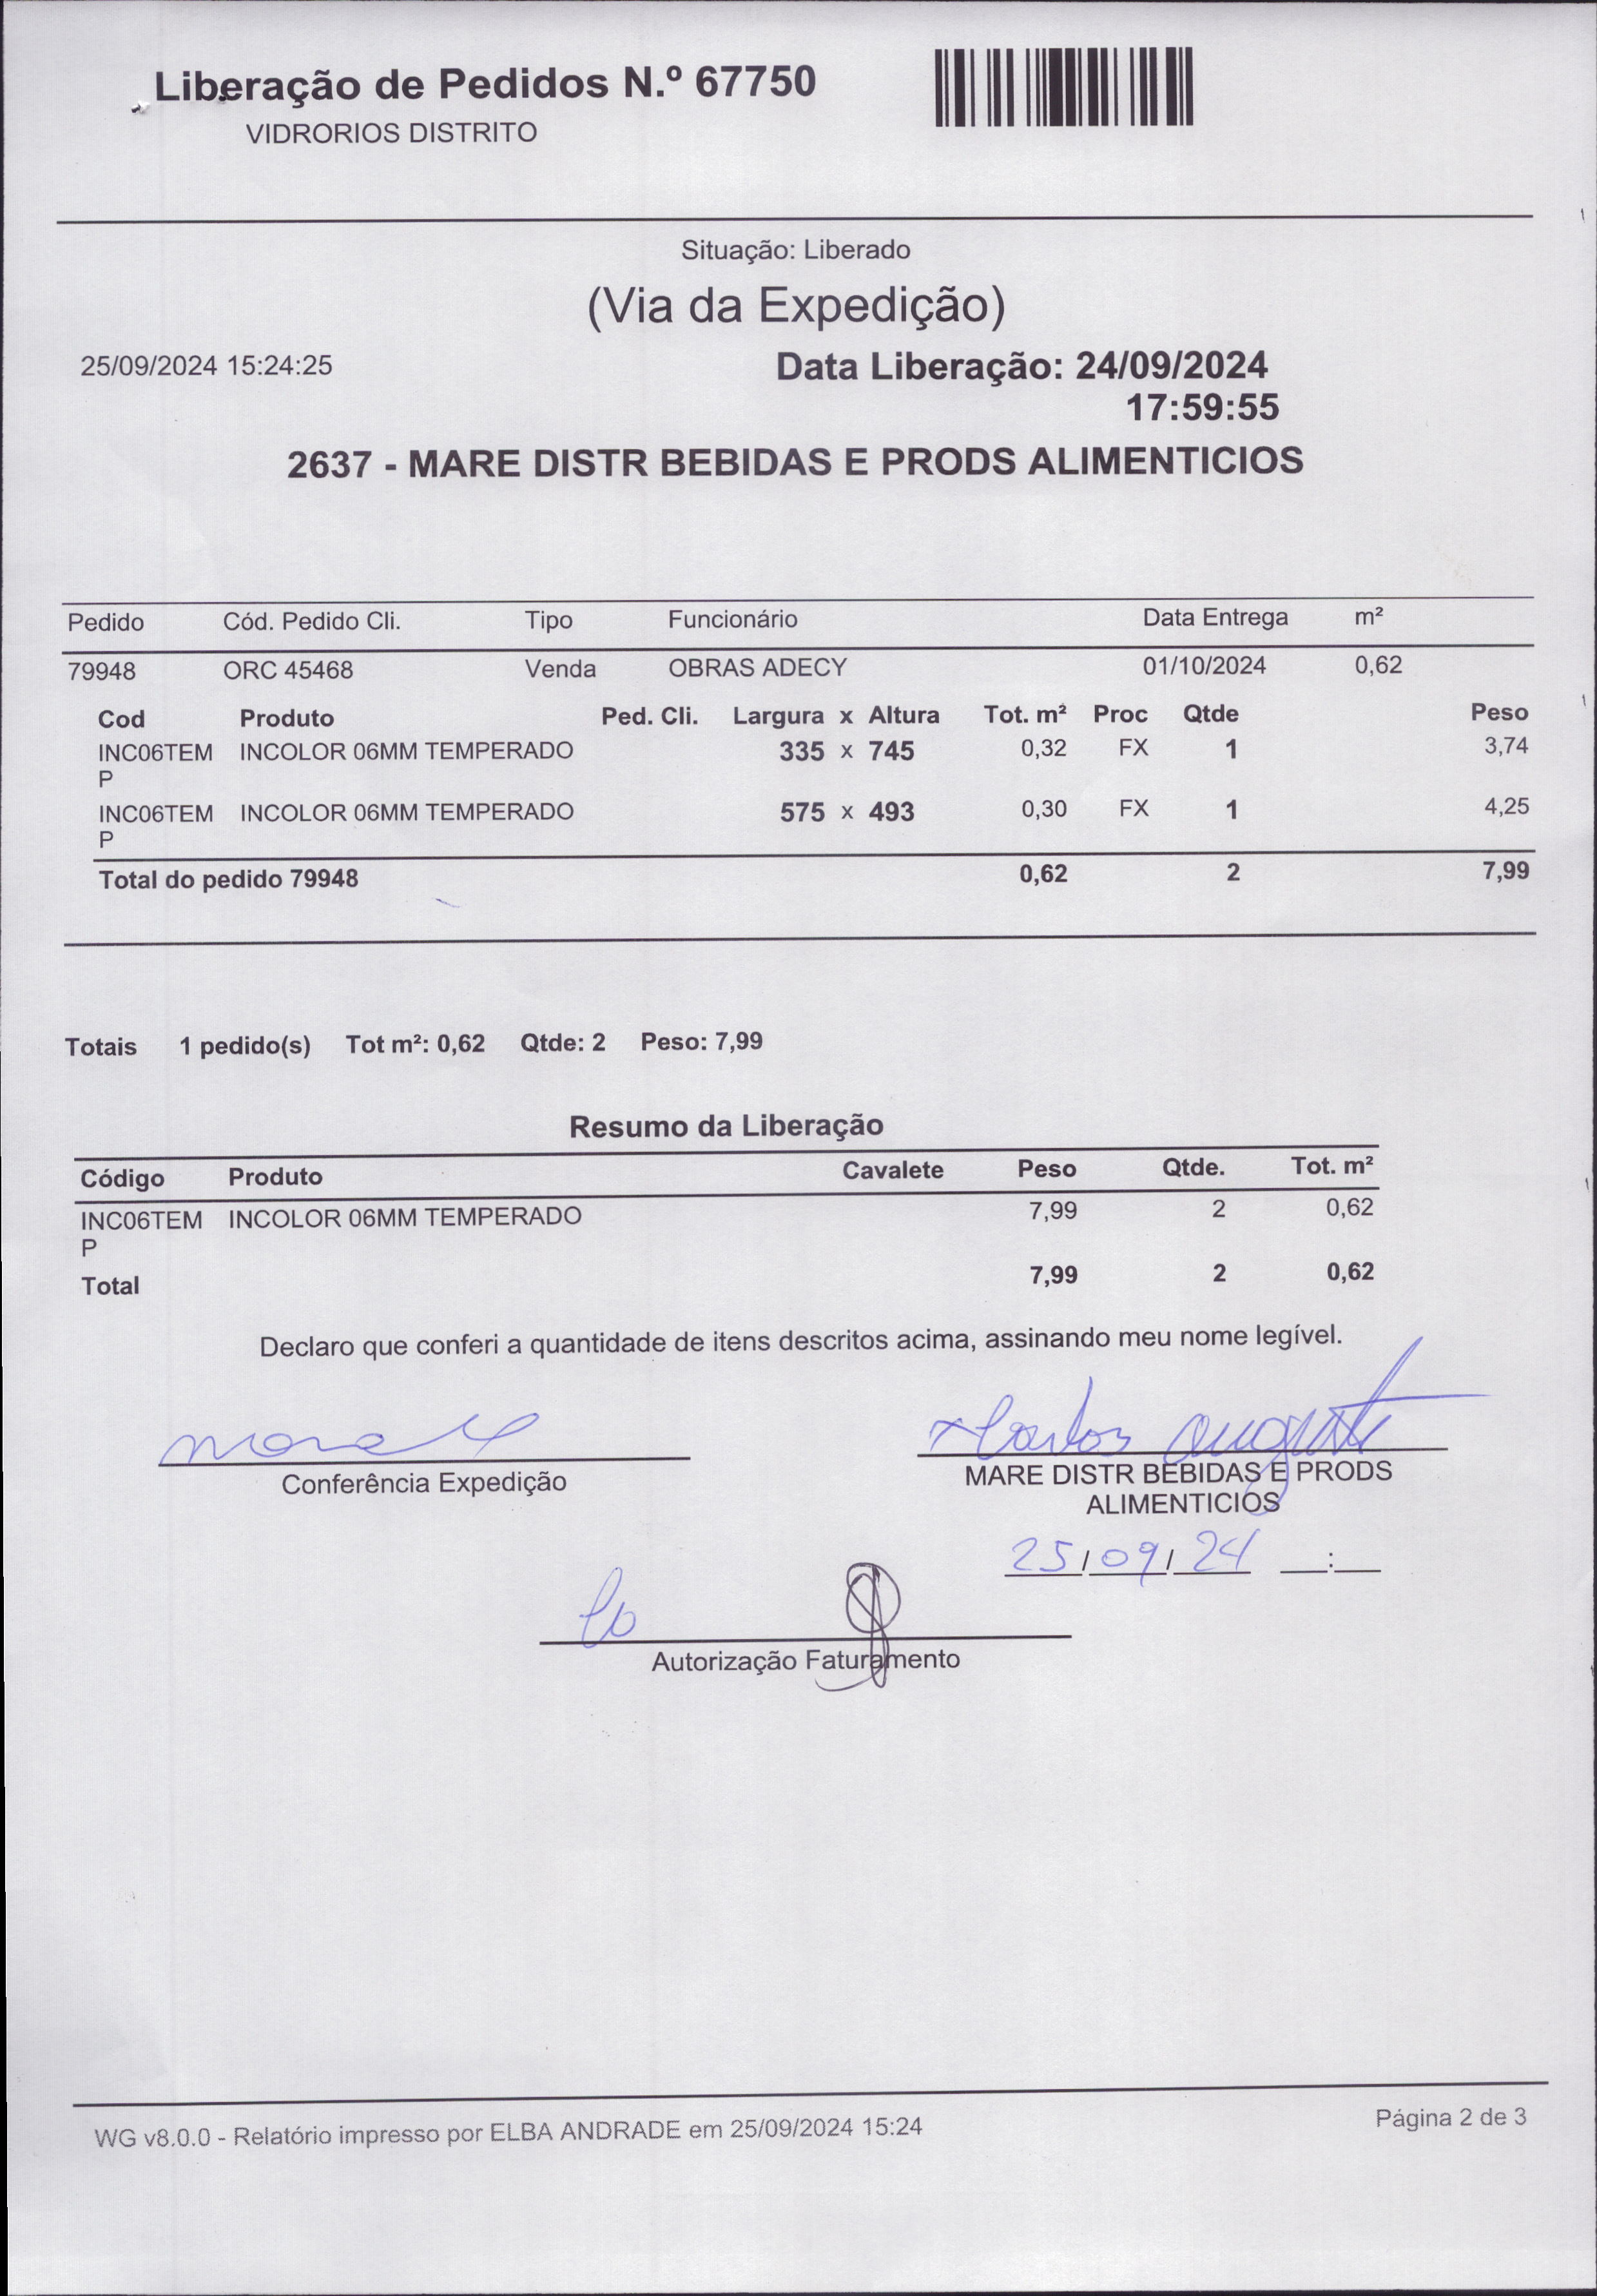 Liberação de Pedidos N.º 67750
VIDRORIOS DISTRITO
Situação: Liberado
(Via da Expedição)
25/09/2024 15:24:25 Data Liberação: 24/09/2024
17:59:55
2637 - MARE DISTR BEBIDAS E PRODS ALIMENTICIOS
Pedido Cód. Pedido Cli. Tipo Funcionário Data Entrega m²
79948 ORC 45468 Venda OBRAS ADECY 01/10/2024 0,62
Cod Produto Ped. Cli. Largura x Altura Tot. m² Proc Qtde Peso
INC06TEM INCOLOR 06MM TEMPERADO 335 x 745 0,32 FX 1 3,74
P
INC06TEM INCOLOR 06MM TEMPERADO 575 x 493 0,30 FX 1 4,25
P
Total do pedido 79948 0,62 2 7,99
Totais 1 pedido(s) Tot m²: 0,62 Qtde: 2 Peso: 7,99
Resumo da Liberação
Código Produto Cavalete Peso Qtde. Tot. m²
INC06TEM INCOLOR 06MM TEMPERADO 7,99 2 0,62
P
Total 7,99 2 0,62
Declaro que conferi a quantidade de itens descritos acima, assinando meu nome legível.
Carlos Augusto
Conferência Expedição MARE DISTR BEBIDAS E PRODS
ALIMENTICIOS
25/09/24 __:__
Autorização Faturamento
WG v8.0.0 - Relatório impresso por ELBA ANDRADE em 25/09/2024 15:24 Página 2 de 3